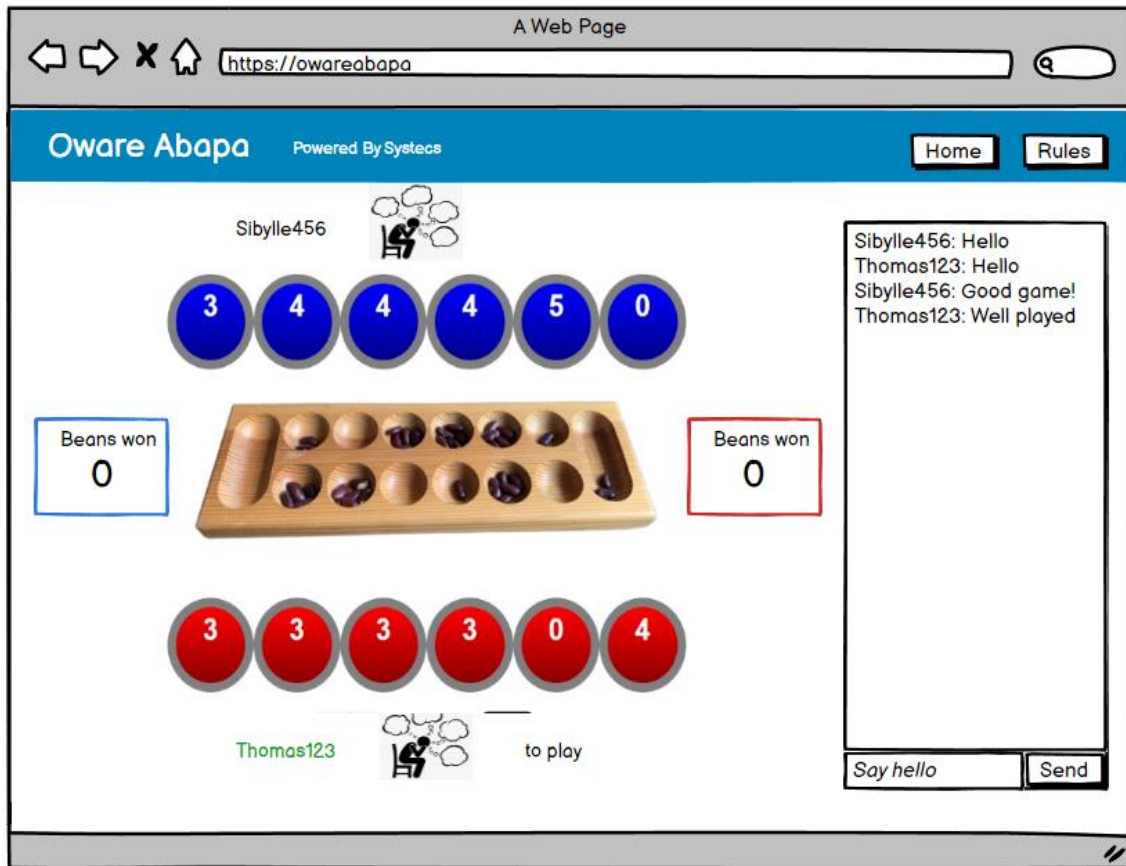 A Web Page
https://owareabapa
Oware Abapa
Powered By Systecs
Home
Rules
Sibylle456
3 4 4 4 5 0
Beans won
0
Beans won
0
3 3 3 3 0 4
Thomas123
to play
Sibylle456: Hello
Thomas123: Hello
Sibylle456: Good game!
Thomas123: Well played
Say hello
Send